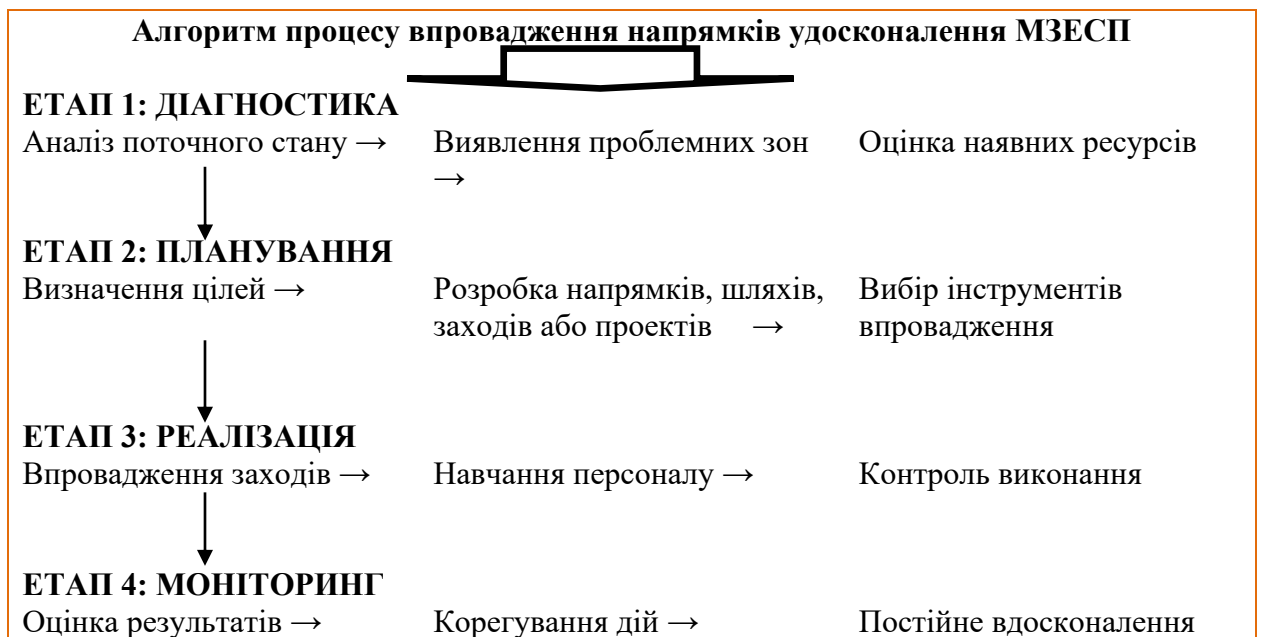 Алгоритм процесу впровадження напрямків удосконалення МЗЕСП
ЕТАП 1: ДІАГНОСТИКА
Аналіз поточного стану → Виявлення проблемних зон → Оцінка наявних ресурсів
ЕТАП 2: ПЛАНУВАННЯ
Визначення цілей → Розробка напрямків, шляхів, заходів або проектів → Вибір інструментів впровадження
ЕТАП 3: РЕАЛІЗАЦІЯ
Впровадження заходів → Навчання персоналу → Контроль виконання
ЕТАП 4: МОНІТОРИНГ
Оцінка результатів → Корегування дій → Постійне вдосконалення